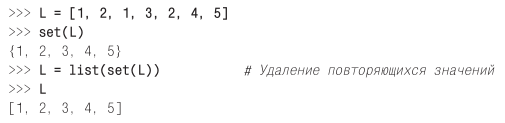 >>> L = [1, 2, 1, 3, 2, 4, 5]
>>> set(L)
{1, 2, 3, 4, 5}
>>> L = list(set(L)) # Удаление повторяющихся значений
>>> L
[1, 2, 3, 4, 5]